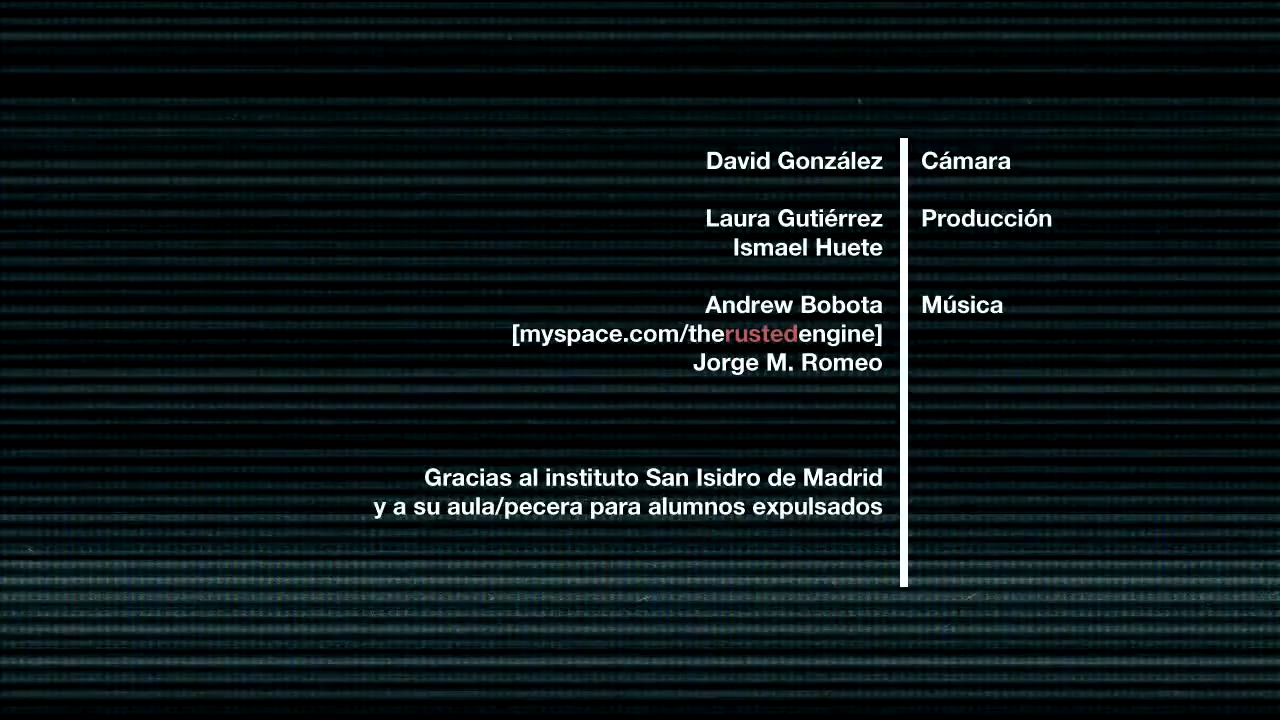 David González Cámara
Laura Gutiérrez Producción
Ismael Huete
Andrew Bobota Música
[myspace.com/therustedengine]
Jorge M. Romeo
Gracias al instituto San Isidro de Madrid
y a su aula/pecera para alumnos expulsados